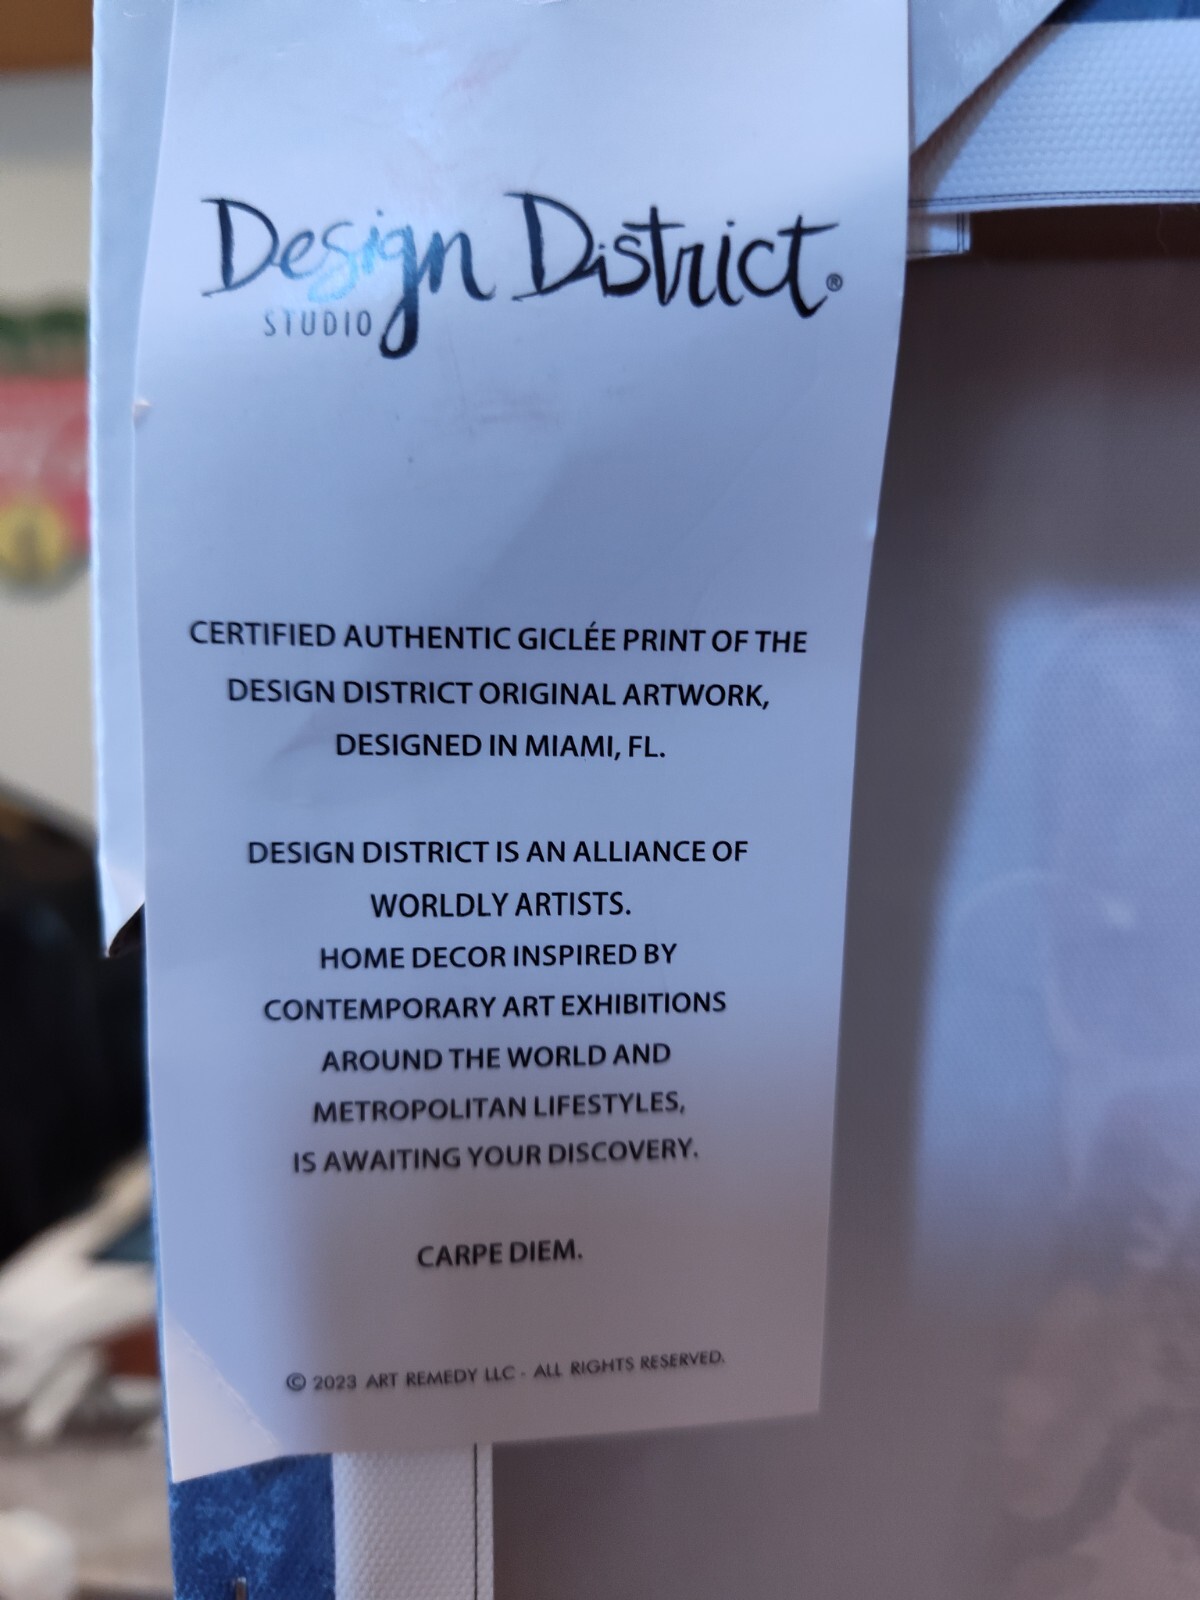 Design District®
STUDIO
CERTIFIED AUTHENTIC GICLÉE PRINT OF THE
DESIGN DISTRICT ORIGINAL ARTWORK,
DESIGNED IN MIAMI, FL.
DESIGN DISTRICT IS AN ALLIANCE OF
WORLDLY ARTISTS.
HOME DECOR INSPIRED BY
CONTEMPORARY ART EXHIBITIONS
AROUND THE WORLD AND
METROPOLITAN LIFESTYLES,
IS AWAITING YOUR DISCOVERY.
CARPE DIEM.
© 2023 ART REMEDY LLC - ALL RIGHTS RESERVED.